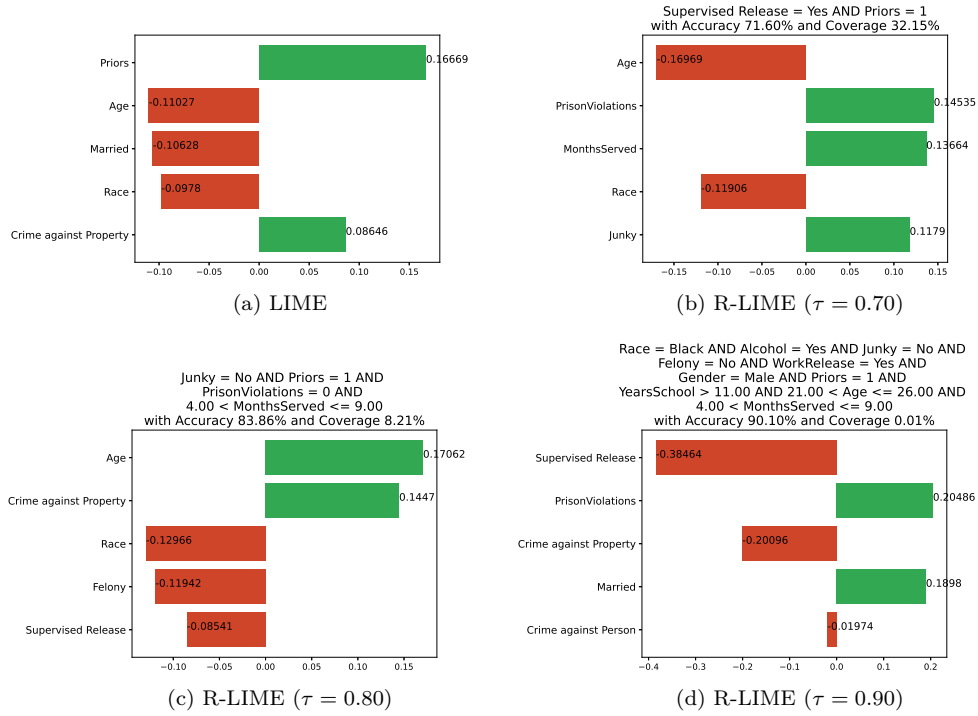 Priors
Age
Married
Race
Crime against Property
0.16669
-0.11027
-0.10628
-0.0978
0.08646
−0.10
−0.05
0.00
0.05
0.10
0.15
(a) LIME
Supervised Release = Yes AND Priors = 1
with Accuracy 71.60% and Coverage 32.15%
Age
PrisonViolations
MonthsServed
Race
Junky
-0.16969
0.14535
0.13664
-0.11906
0.1179
−0.15
−0.10
−0.05
0.00
0.05
0.10
0.15
(b) R-LIME (τ = 0.70)
Junky = No AND Priors = 1 AND
PrisonViolations = 0 AND
4.00 < MonthsServed <= 9.00
with Accuracy 83.86% and Coverage 8.21%
Age
Crime against Property
Race
Felony
Supervised Release
0.17062
0.1447
-0.12966
-0.11942
-0.08541
−0.10
−0.05
0.00
0.05
0.10
0.15
(c) R-LIME (τ = 0.80)
Race = Black AND Alcohol = Yes AND Junky = No AND
Felony = No AND WorkRelease = Yes AND
Gender = Male AND Priors = 1 AND
YearsSchool > 11.00 AND 21.00 < Age <= 26.00 AND
4.00 < MonthsServed <= 9.00
with Accuracy 90.10% and Coverage 0.01%
Supervised Release
PrisonViolations
Crime against Property
Married
Crime against Person
-0.38464
0.20486
-0.20096
0.1898
-0.01974
−0.4
−0.3
−0.2
−0.1
0.0
0.1
0.2
(d) R-LIME (τ = 0.90)